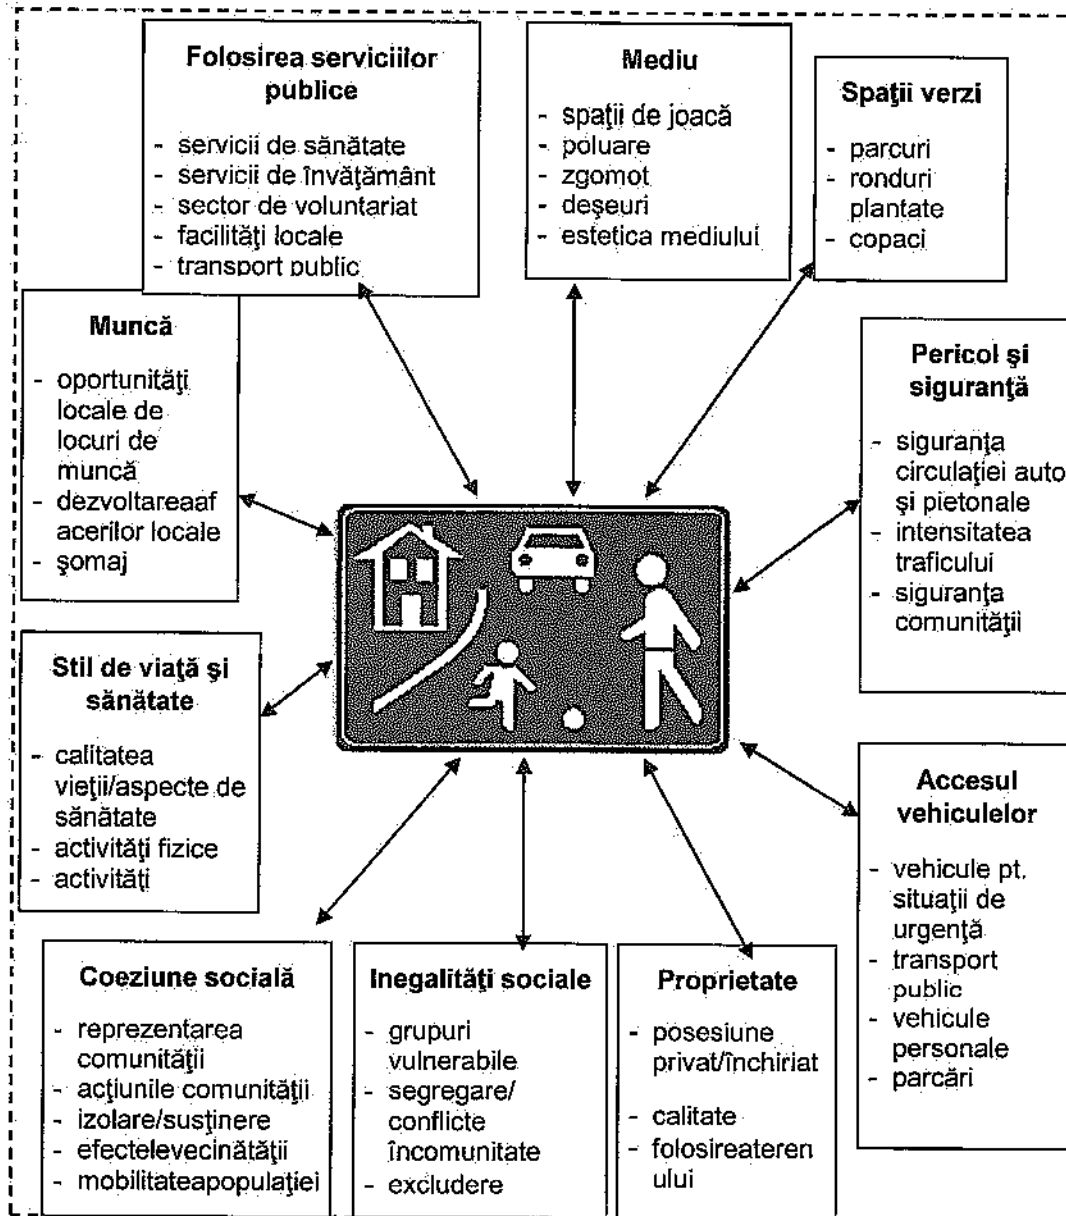 Folosirea serviciilor
publice
- servicii de sănătate
- servicii de învăţământ
- sector de voluntariat
- facilităţi locale
- transport public
Mediu
- spaţii de joacă
- poluare
- zgomot
- deşeuri
- estetica mediului
Spaţii verzi
- parcuri
- ronduri
plantate
- copaci
Muncă
- oportunităţi
locale de
locuri de
muncă
- dezvoltareaaf
acerilor locale
- şomaj
Pericol şi
siguranţă
- siguranţa
circulaţiei auto
şi pietonale
- intensitatea
traficului
- siguranţa
comunităţii
Stil de viaţă şi
sănătate
- calitatea
vieţii/aspecte de
sănătate
- activităţi fizice
- activităţi
Accesul
vehiculelor
- vehicule pt.
situaţii de
urgenţă
- transport
public
- vehicule
personale
- parcări
Coeziune socială
- reprezentarea
comunităţii
- acţiunile comunităţii
- izolare/susţinere
- efectelevecinătăţii
- mobilitateapopulaţiei
Inegalităţi sociale
- grupuri
vulnerabile
- segregare/
conflicte
încomunitate
- excludere
Proprietate
- posesiune
privat/închiriat
- calitate
- folosireateren
ului